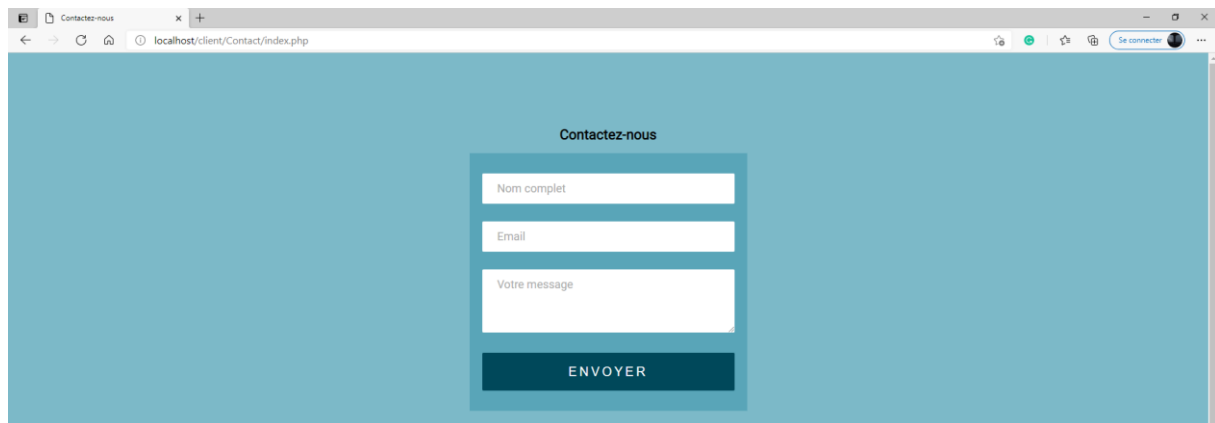 Contactez-nous
localhost/client/Contact/index.php
Se connecter
Contactez-nous
Nom complet
Email
Votre message
ENVOYER